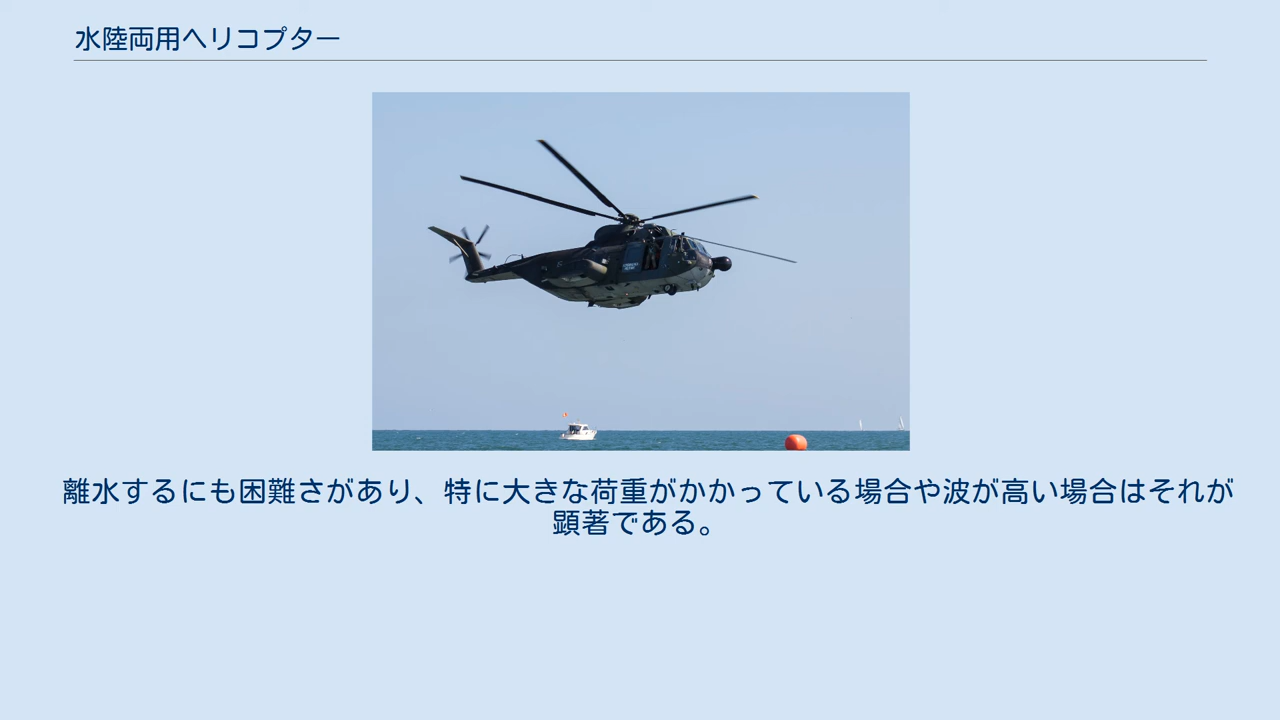 水陸両用ヘリコプター
離水するにも困難さがあり、特に大きな荷重がかかっている場合や波が高い場合はそれが
顕著である。